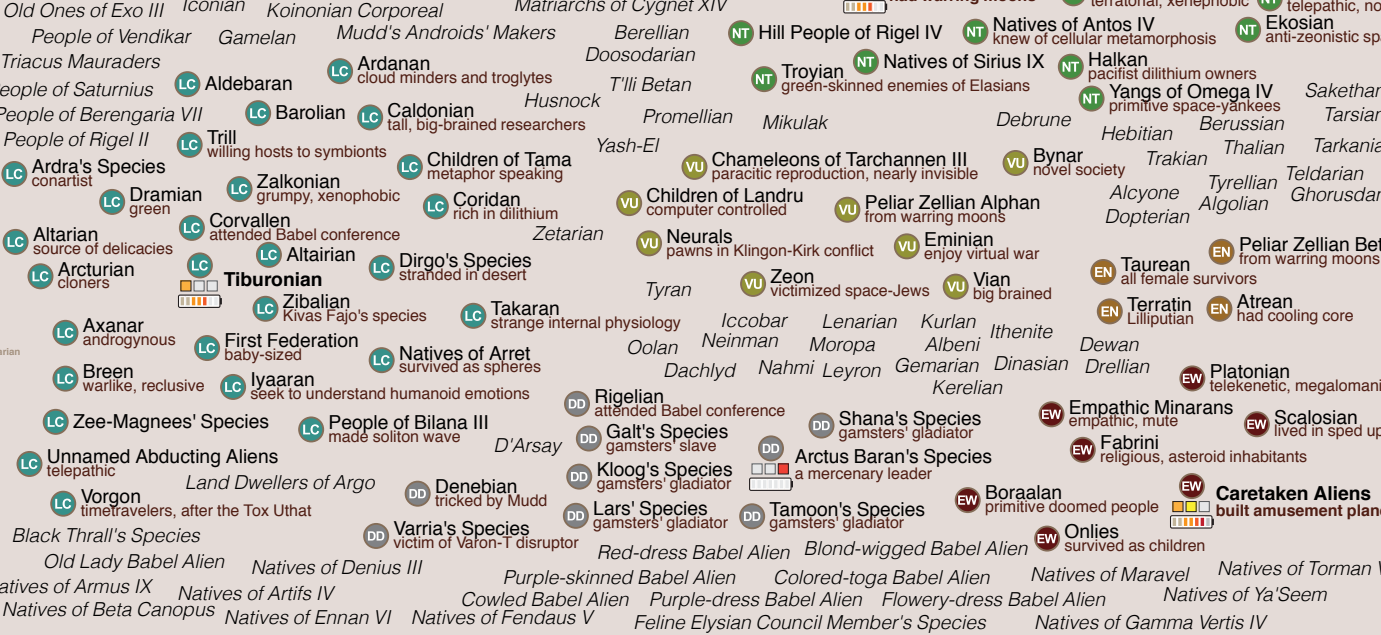 Old Ones of Exo III
Iconian
Koinonian Corporeal
Matriarchs of Cygnet XIV
had warring moons
territorial, xenephobic
NT
telepathic,
People of Vendikar
Gamelan
Mudd's Androids' Makers
Berellian
NT Hill People of Rigel IV
NT Natives of Antos IV
knew of cellular metamorphosis
NT Ekosian
anti-zeonistic
Triacus Mauraders
LC Ardanan
cloud minders and troglytes
Doosodarian
NT Troyian
green-skinned enemies of Elasians
NT Natives of Sirius IX
NT Halkan
pacifist dilithium owners
People of Saturnius
LC Aldebaran
T'lli Betan
NT Yangs of Omega IV
primitive space-yankees
Husnock
People of Berengaria VII
LC Barolian
LC Caldonian
tall, big-brained researchers
Promellian
Mikulak
Debrune
Hebitian
Berussian
People of Rigel II
LC Trill
willing hosts to symbionts
Yash-El
Trakian
Thalian
LC Ardra's Species
conartist
LC Children of Tama
metaphor speaking
VU Chameleons of Tarchannen III
paracitic reproduction, nearly invisible
VU Bynar
novel society
Teldarian
LC Dramian
green
LC Zalkonian
grumpy, xenophobic
LC Coridan
rich in dilithium
VU Children of Landru
computer controlled
VU Peliar Zellian Alphan
from warring moons
Alcyone
Tyrellian
Algolian
Dopterian
LC Altarian
source of delicacies
LC Corvallen
attended Babel conference
Zetarian
VU Neurals
pawns in Klingon-Kirk conflict
VU Eminian
enjoy virtual war
EN Peliar Zellian
from warring moons
LC Arcturian
cloners
LC Altairian
LC Tiburonian
LC Dirgo's Species
stranded in desert
VU Zeon
victimized space-Jews
VU Vian
big brained
EN Taurean
all female survivors
LC Zibalian
Kivas Fajo's species
LC Takaran
strange internal physiology
Tyran
EN Terratin
Lilliputian
EN Atrean
had cooling core
LC Axanar
androgynous
LC First Federation
baby-sized
LC Natives of Arret
survived as spheres
Oolan
Iccobar
Neinman
Lenarian
Moropa
Kurlan
Albeni
Ithenite
Dewan
LC Breen
warlike, reclusive
LC Iyaaran
seek to understand humanoid emotions
Dachlyd
Nahmi
Leyron
Gemarian
Dinasian
Drellian
Kerelian
EW Platonian
LC Zee-Magnees' Species
LC People of Bilana III
made soliton wave
DD Rigelian
attended Babel conference
DD Shana's Species
gamsters' gladiator
EW Empathic Minarans
empathic, mute
EW Scalosian
lived in sped
D'Arsay
DD Galt's Species
gamsters' slave
EW Fabrini
religious, asteroid inhabitants
LC Unnamed Abducting Aliens
telepathic
Land Dwellers of Argo
DD Kloog's Species
gamsters' gladiator
DD Arctus Baran's Species
a mercenary leader
LC Vorgon
timetravelers, after the Tox Uthat
DD Denebian
tricked by Mudd
DD Lars' Species
gamsters' gladiator
DD Tamoon's Species
gamsters' gladiator
EW Boraalan
primitive doomed people
EW Caretaken Aliens
built amusement
Black Thrall's Species
DD Varria's Species
victim of Varon-T disruptor
EW Onlies
survived as children
Old Lady Babel Alien
Natives of Denius III
Red-dress Babel Alien
Blond-wigged Babel Alien
Natives of Armus IX
Natives of Artifs IV
Purple-skinned Babel Alien
Colored-toga Babel Alien
Natives of Maravel
Natives of Torman
Natives of Beta Canopus
Natives of Ennan VI
Natives of Fendaus V
Cowled Babel Alien
Purple-dress Babel Alien
Flowery-dress Babel Alien
Natives of Ya'Seem
Feline Elysian Council Member's Species
Natives of Gamma Vertis IV